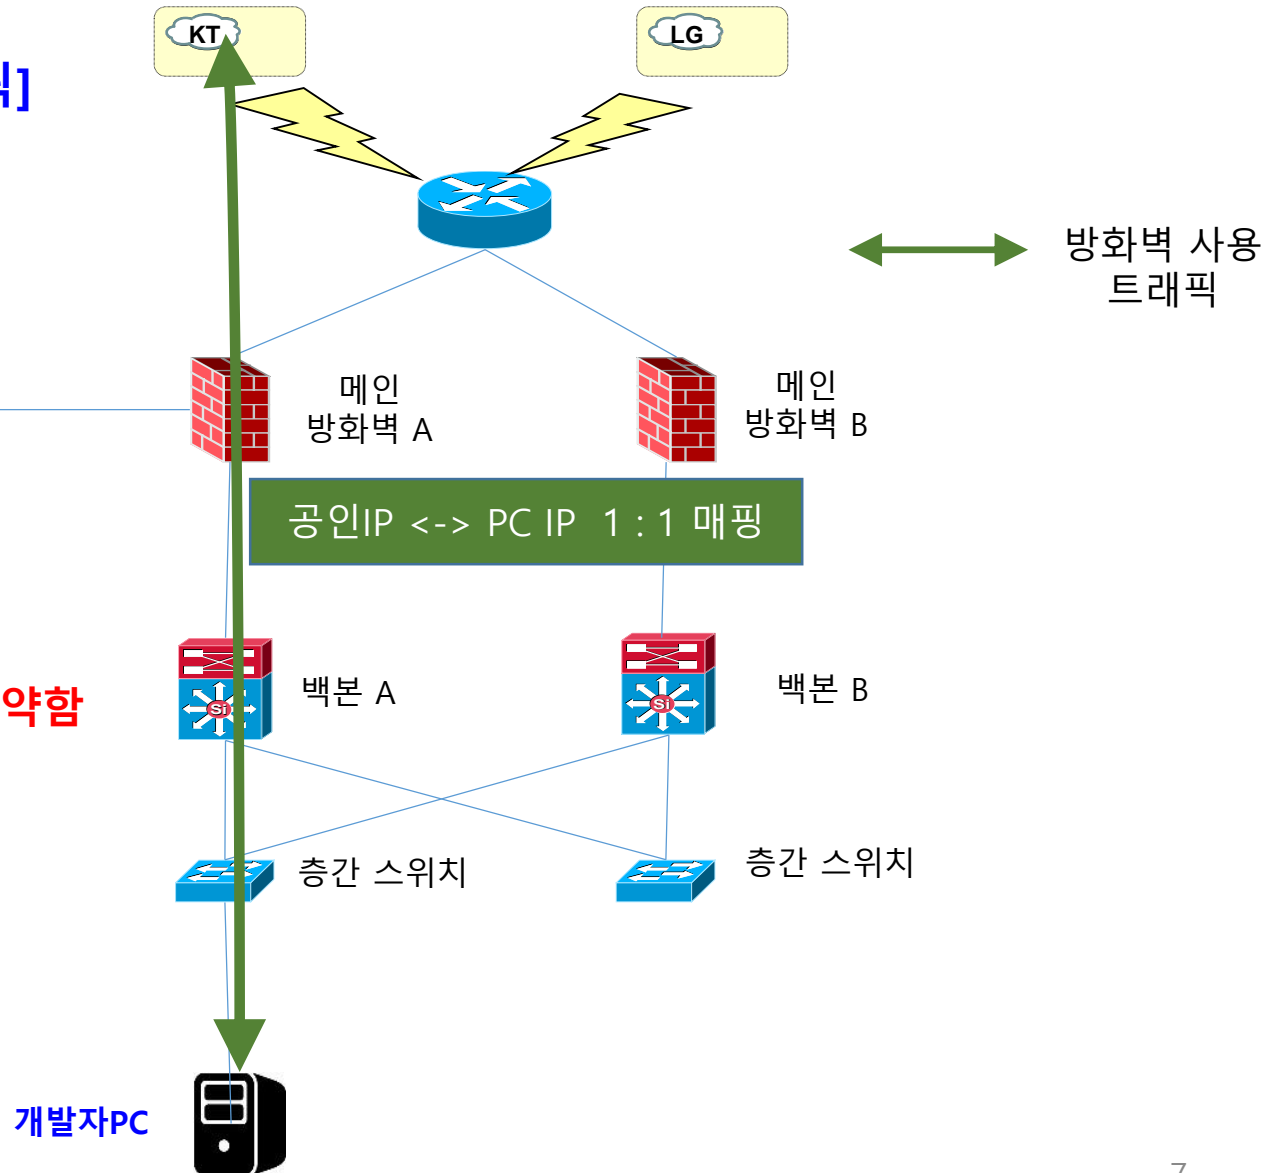 KT
LG
]
방화벽 사용
트래픽
메인
방화벽 A
메인
방화벽 B
공인IP <-> PC IP 1 : 1 매핑
약함
백본 A
백본 B
Si
Si
층간 스위치
층간 스위치
개발자PC